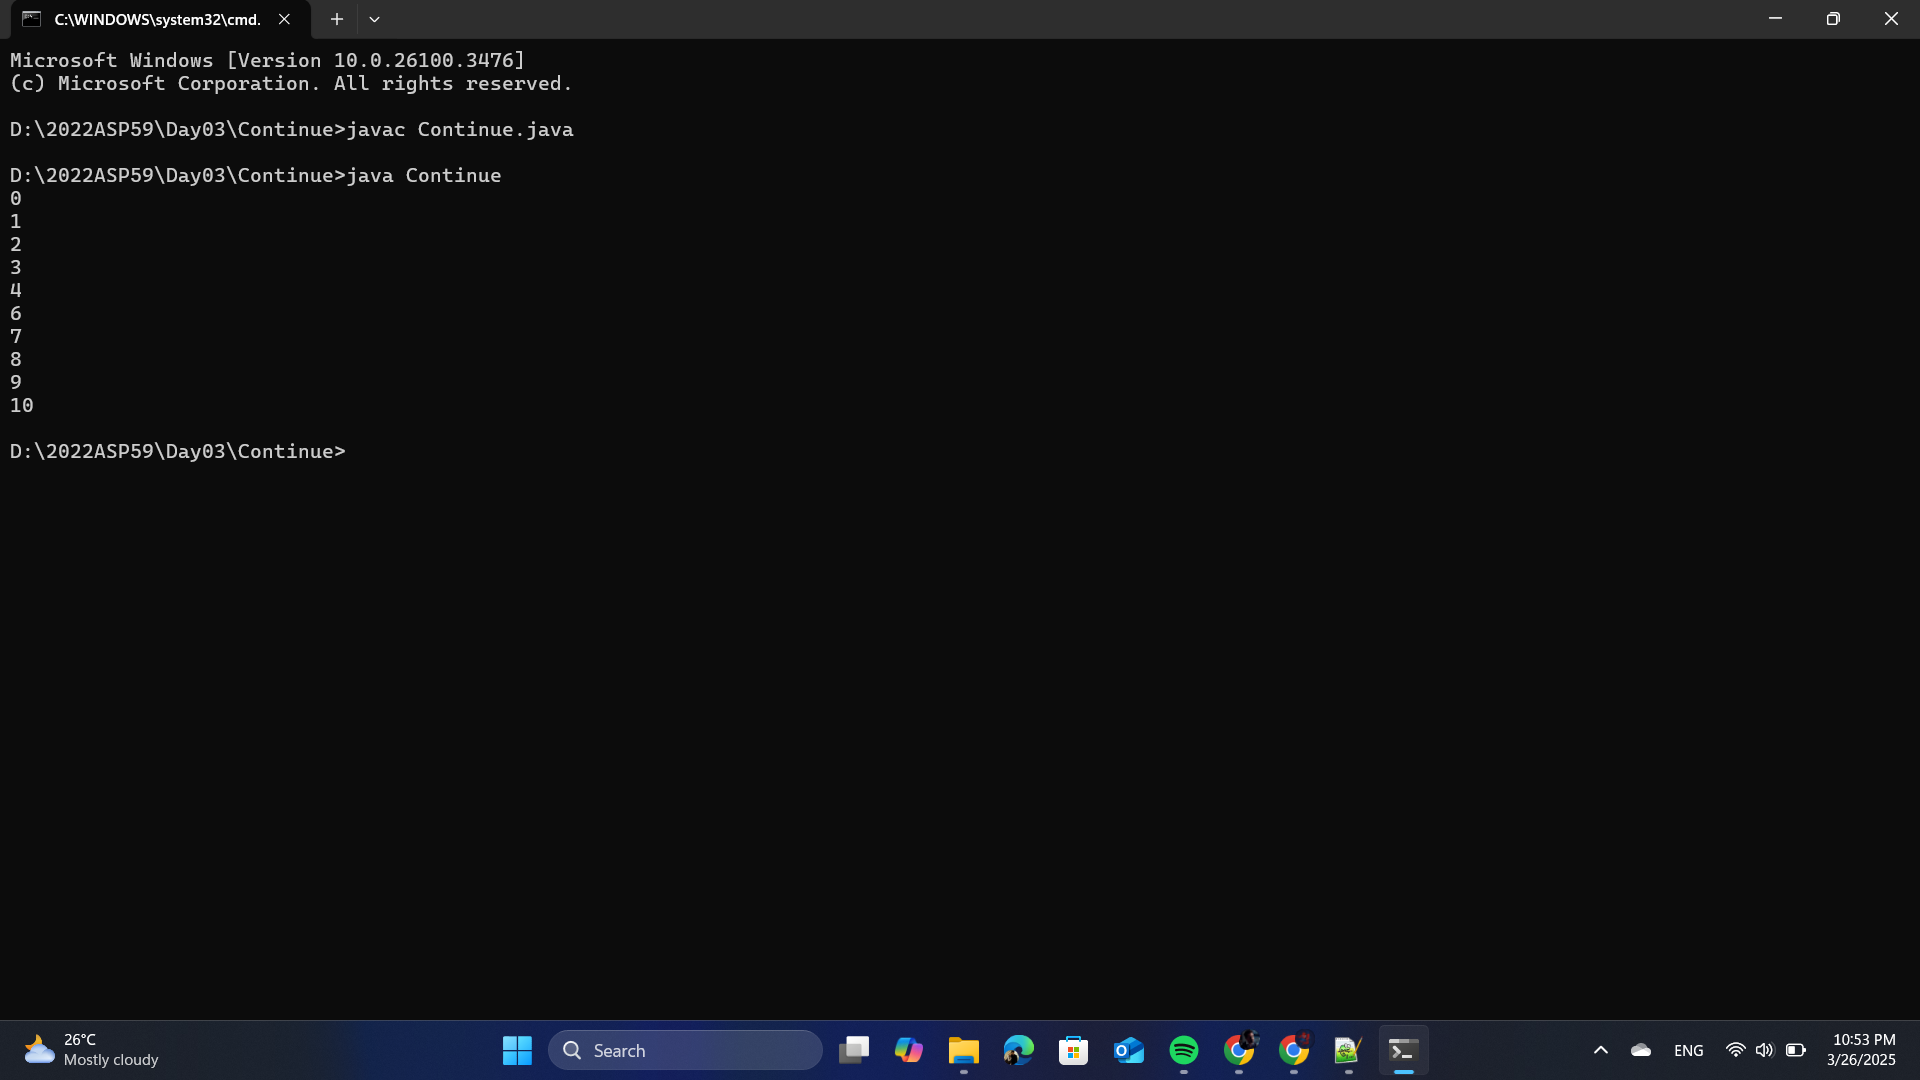 C:\WINDOWS\system32\cmd.
Microsoft Windows [Version 10.0.26100.3476]
(c) Microsoft Corporation. All rights reserved.
D:\2022ASP59\Day03\Continue>javac Continue.java
D:\2022ASP59\Day03\Continue>java Continue
0
1
2
3
4
6
7
8
9
10
D:\2022ASP59\Day03\Continue>
26°C
Mostly cloudy
Search
ENG
10:53 PM
3/26/2025